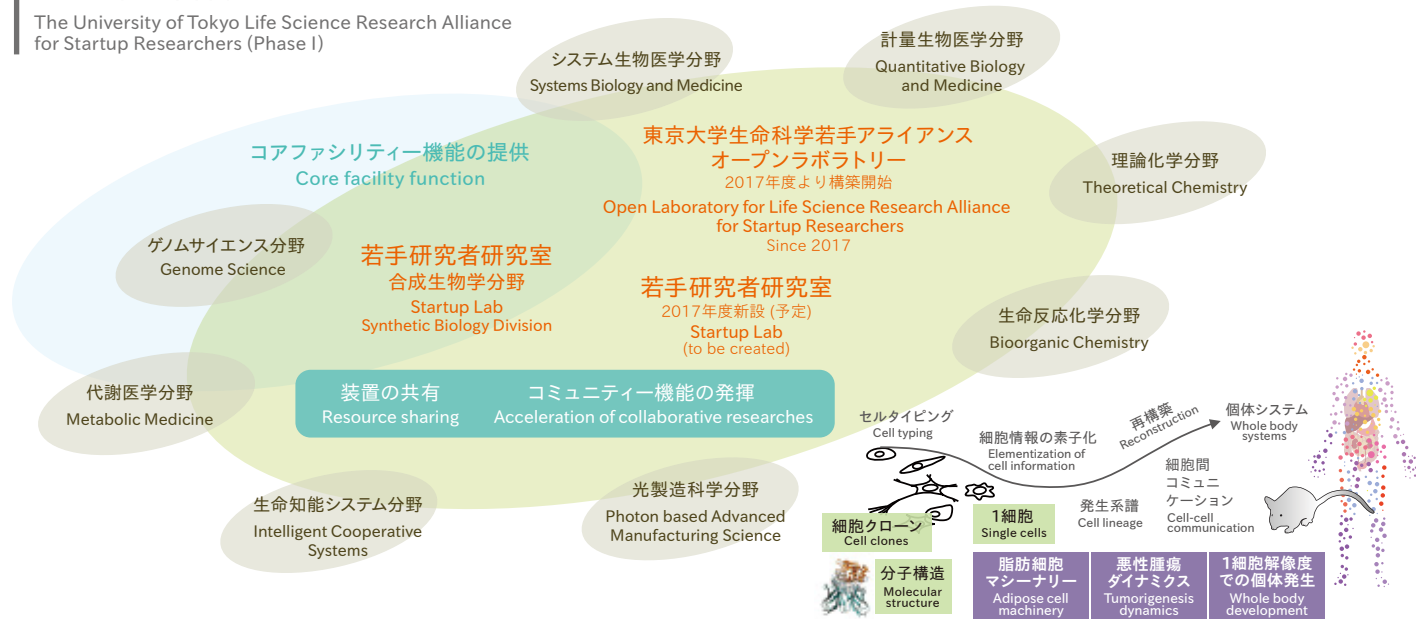 The University of Tokyo Life Science Research Alliance
for Startup Researchers (Phase I)
システム生物医学分野
Systems Biology and Medicine
計量生物医学分野
Quantitative Biology
and Medicine
コアファシリティー機能の提供
Core facility function
東京大学生命科学若手アライアンス
オープンラボラトリー
2017年度より構築開始
Open Laboratory for Life Science Research Alliance
for Startup Researchers
Since 2017
理論化学分野
Theoretical Chemistry
ゲノムサイエンス分野
Genome Science
若手研究者研究室
合成生物学分野
Startup Lab
Synthetic Biology Division
若手研究者研究室
2017年度新設 (予定)
Startup Lab
(to be created)
生命反応化学分野
Bioorganic Chemistry
代謝医学分野
Metabolic Medicine
装置の共有
Resource sharing
コミュニティー機能の発揮
Acceleration of collaborative researches
生命知能システム分野
Intelligent Cooperative
Systems
光製造科学分野
Photon based Advanced
Manufacturing Science
セルタイピング
Cell typing
細胞情報の素子化
Elementization of
cell information
再構築
Reconstruction
個体システム
Whole body
systems
細胞クローン
Cell clones
1細胞
Single cells
発生系譜
Cell lineage
細胞間
コミュニ
ケーション
Cell-cell
communication
分子構造
Molecular
structure
脂肪細胞
マシーナリー
Adipose cell
machinery
悪性腫瘍
ダイナミクス
Tumorigenesis
dynamics
1細胞解像度
での個体発生
Whole body
development